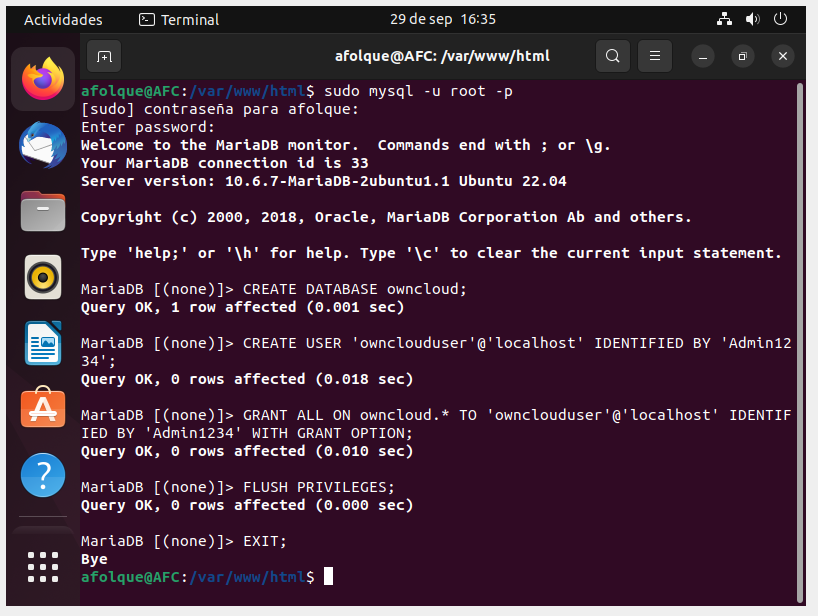 Actividades
Terminal
29 de sep 16:35
afolque@AFC: /var/www/html
afolque@AFC:/var/www/html$ sudo mysql -u root -p
[sudo] contraseña para afolque:
Enter password:
Welcome to the MariaDB monitor.  Commands end with ; or \g.
Your MariaDB connection id is 33
Server version: 10.6.7-MariaDB-2ubuntu1.1 Ubuntu 22.04
Copyright (c) 2000, 2018, Oracle, MariaDB Corporation Ab and others.
Type 'help;' or '\h' for help. Type '\c' to clear the current input statement.
MariaDB [(none)]> CREATE DATABASE owncloud;
Query OK, 1 row affected (0.001 sec)
MariaDB [(none)]> CREATE USER 'ownclouduser'@'localhost' IDENTIFIED BY 'Admin12
34';
Query OK, 0 rows affected (0.018 sec)
MariaDB [(none)]> GRANT ALL ON owncloud.* TO 'ownclouduser'@'localhost' IDENTIF
IED BY 'Admin1234' WITH GRANT OPTION;
Query OK, 0 rows affected (0.010 sec)
MariaDB [(none)]> FLUSH PRIVILEGES;
Query OK, 0 rows affected (0.000 sec)
MariaDB [(none)]> EXIT;
Bye
afolque@AFC:/var/www/html$